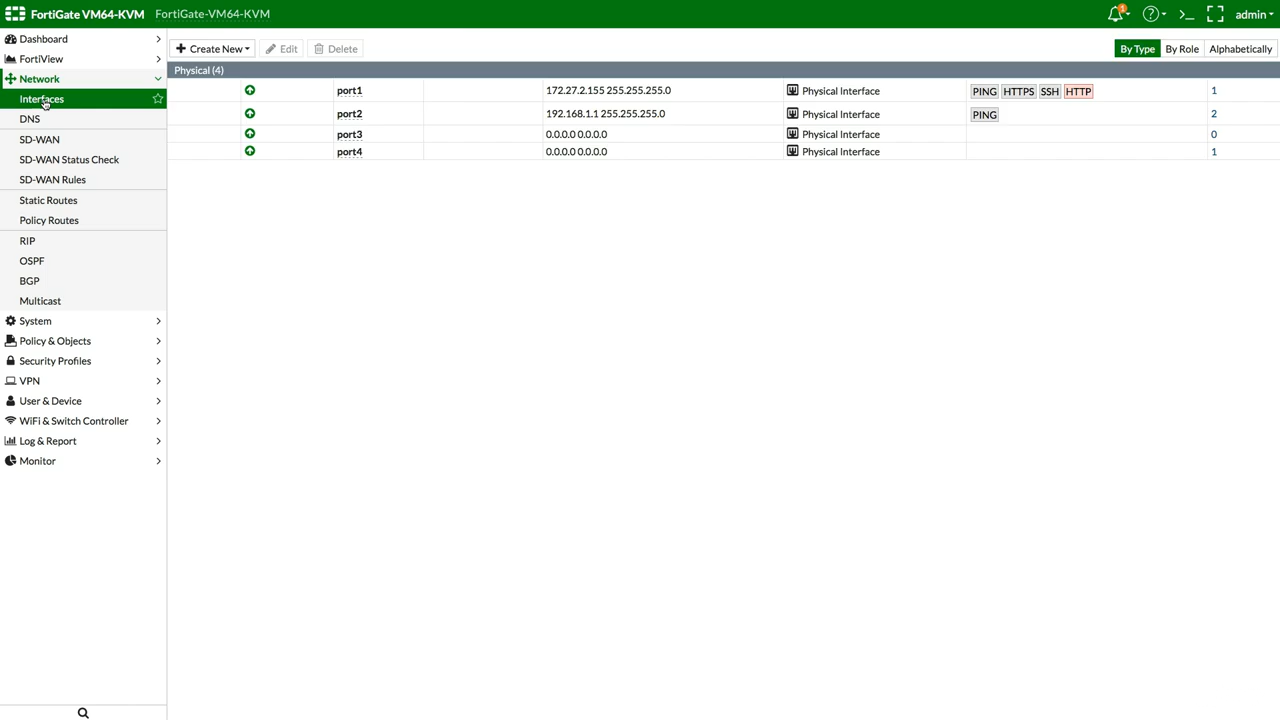 FortiGate VM64-KVM FortiGate-VM64-KVM 1 admin
Dashboard
FortiView
Network
Interfaces
DNS
SD-WAN
SD-WAN Status Check
SD-WAN Rules
Static Routes
Policy Routes
RIP
OSPF
BGP
Multicast
System
Policy & Objects
Security Profiles
VPN
User & Device
WiFi & Switch Controller
Log & Report
Monitor
Create New Edit Delete By Type By Role Alphabetically
Physical (4)
port1 172.27.2.155 255.255.255.0 Physical Interface PING HTTPS SSH HTTP 1
port2 192.168.1.1 255.255.255.0 Physical Interface PING 2
port3 0.0.0.0 0.0.0.0 Physical Interface 0
port4 0.0.0.0 0.0.0.0 Physical Interface 1